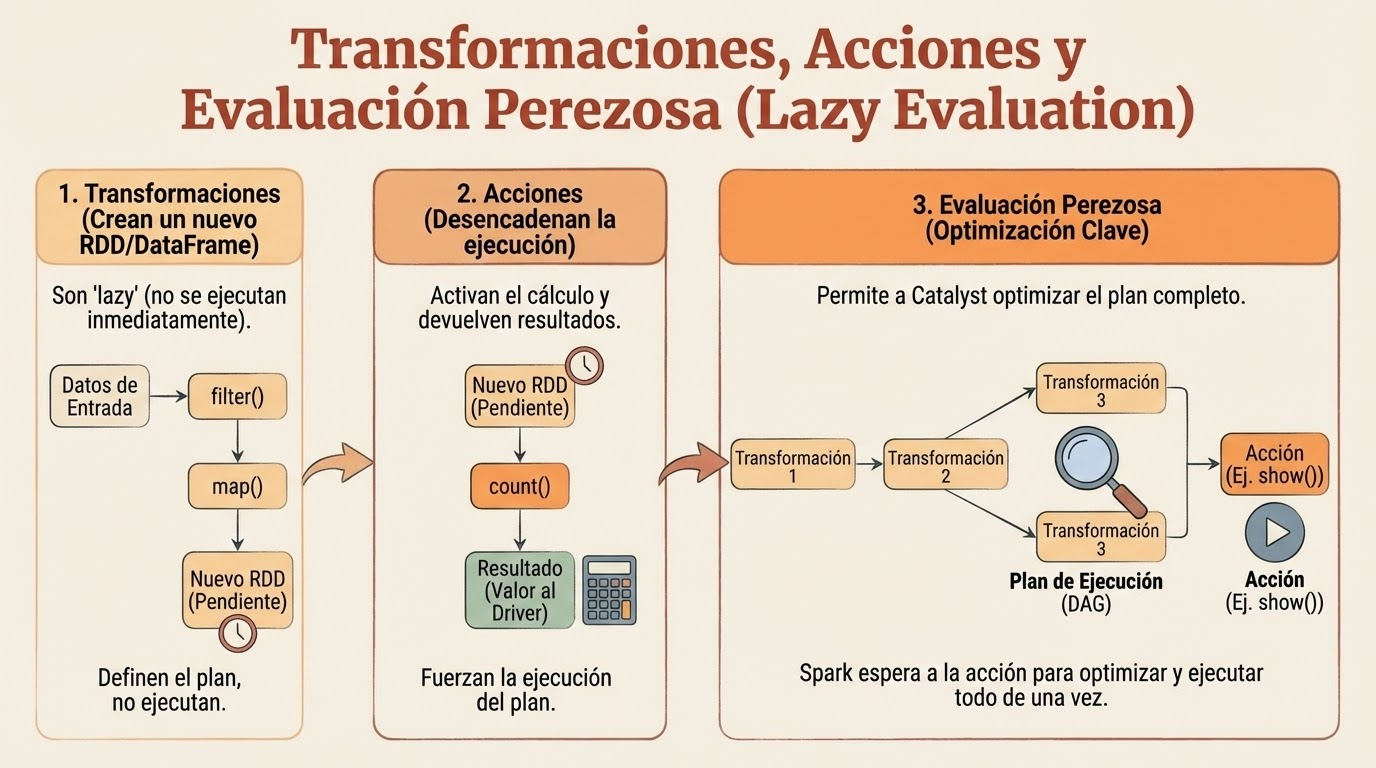 Transformaciones, Acciones y
Evaluación Perezosa (Lazy Evaluation)
1. Transformaciones
(Crean un nuevo
RDD/DataFrame)
Son 'lazy' (no se ejecutan
inmediatamente).
Datos de
Entrada
filter()
map()
Nuevo RDD
(Pendiente)
Definen el plan,
no ejecutan.
2. Acciones
(Desencadenan la
ejecución)
Activan el cálculo y
devuelven resultados.
Nuevo RDD
(Pendiente)
count()
Resultado
(Valor al
Driver)
Fuerzan la ejecución
del plan.
3. Evaluación Perezosa
(Optimización Clave)
Permite a Catalyst optimizar el plan completo.
Transformación
1
Transformación
2
Transformación
3
Transformación
3
Plan de Ejecución
(DAG)
Acción
(Ej. show())
Acción
(Ej. show())
Spark espera a la acción para optimizar y ejecutar
todo de una vez.